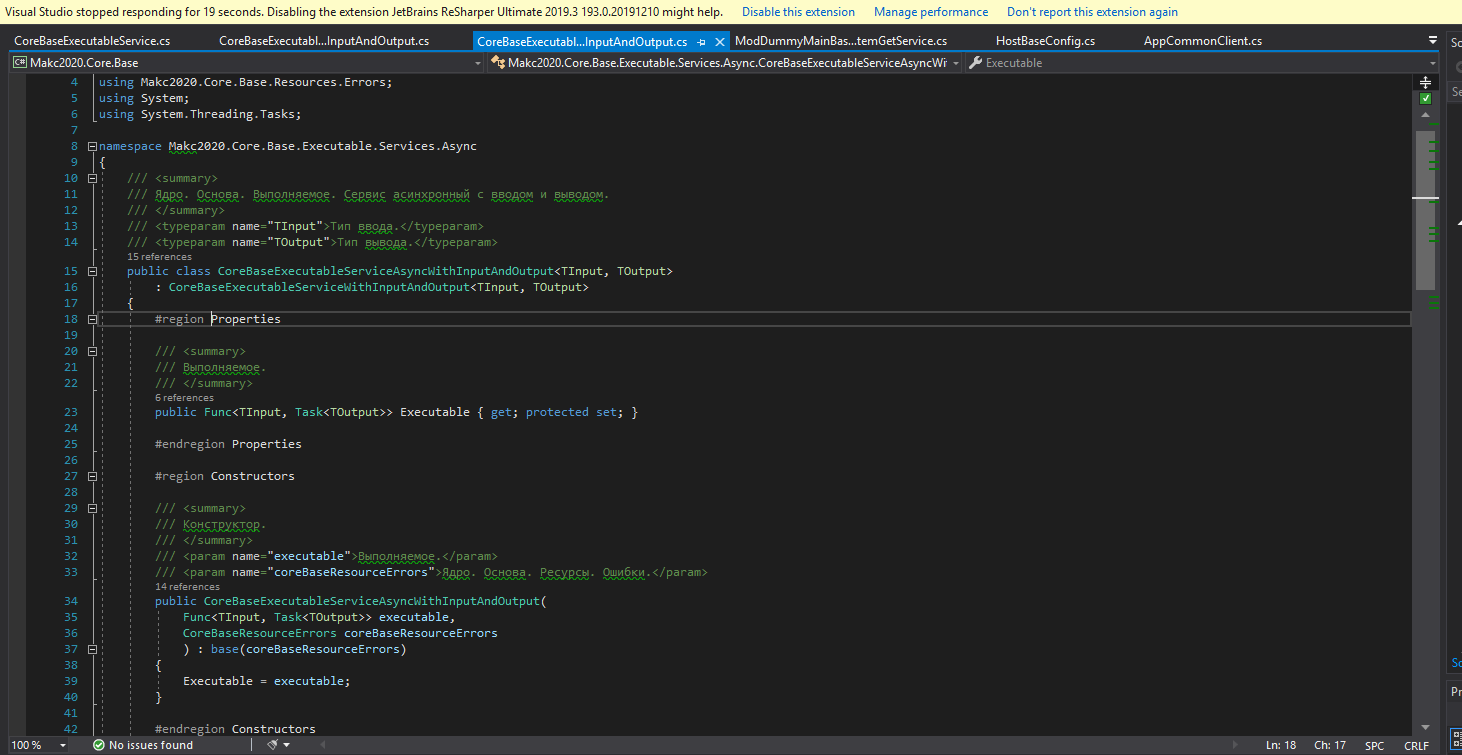 Visual Studio stopped responding for 19 seconds. Disabling the extension JetBrains ReSharper Ultimate 2019.3 193.0.20191210 might help. Disable this extension Manage performance Don't report this extension again
CoreBaseExecutableService.cs CoreBaseExecutabl...InputAndOutput.cs CoreBaseExecutabl...InputAndOutput.cs ModDummyMainBas...temGetService.cs HostBaseConfig.cs AppCommonClient.cs
C# Makc2020.Core.Base Makc2020.Core.Base.Executable.Services.Async.CoreBaseExecutableServiceAsyncWi Executable
4 using Makc2020.Core.Base.Resources.Errors;
5 using System;
6 using System.Threading.Tasks;
7
8 namespace Makc2020.Core.Base.Executable.Services.Async
9 {
10 /// <summary>
11 /// Ядро. Основа. Выполняемое. Сервис асинхронный с вводом и выводом.
12 /// </summary>
13 /// <typeparam name="TInput">Тип ввода.</typeparam>
14 /// <typeparam name="TOutput">Тип вывода.</typeparam>
15 references
15 public class CoreBaseExecutableServiceAsyncWithInputAndOutput<TInput, TOutput>
16 : CoreBaseExecutableServiceWithInputAndOutput<TInput, TOutput>
17 {
18 #region Properties
19
20 /// <summary>
21 /// Выполняемое.
22 /// </summary>
6 references
23 public Func<TInput, Task<TOutput>> Executable { get; protected set; }
24
25 #endregion Properties
26
27 #region Constructors
28
29 /// <summary>
30 /// Конструктор.
31 /// </summary>
32 /// <param name="executable">Выполняемое.</param>
33 /// <param name="coreBaseResourceErrors">Ядро. Основа. Ресурсы. Ошибки.</param>
14 references
34 public CoreBaseExecutableServiceAsyncWithInputAndOutput(
35 Func<TInput, Task<TOutput>> executable,
36 CoreBaseResourceErrors coreBaseResourceErrors
37 ) : base(coreBaseResourceErrors)
38 {
39 Executable = executable;
40 }
41
42 #endregion Constructors
100 % No issues found Ln: 18 Ch: 17 SPC CRLF